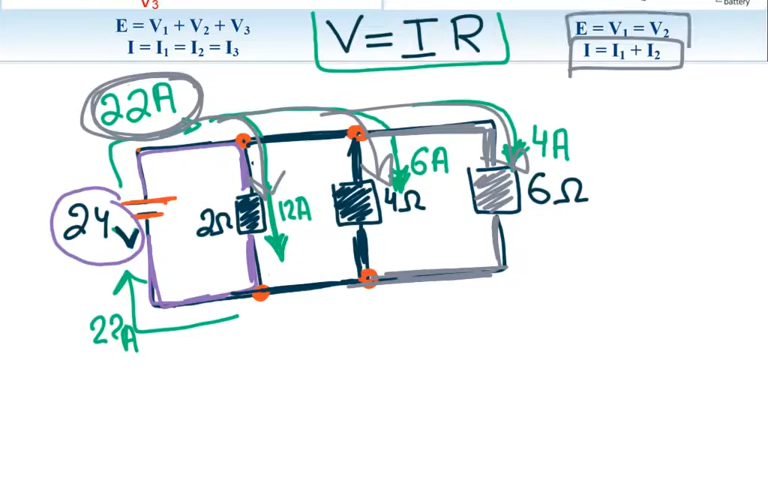 V₃
battery
E = V₁ + V₂ + V₃
I = I₁ = I₂ = I₃
V = I R
E = V₁ = V₂
I = I₁ + I₂
22A
4A
6A
24V
2Ω
12A
4Ω
6Ω
22A